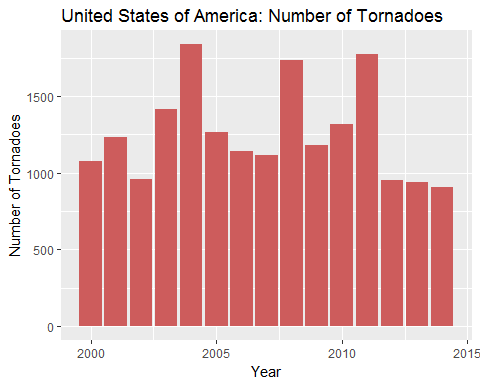 United States of America: Number of Tornadoes
Number of Tornadoes
1500
1000
500
0
2000
2005
2010
2015
Year